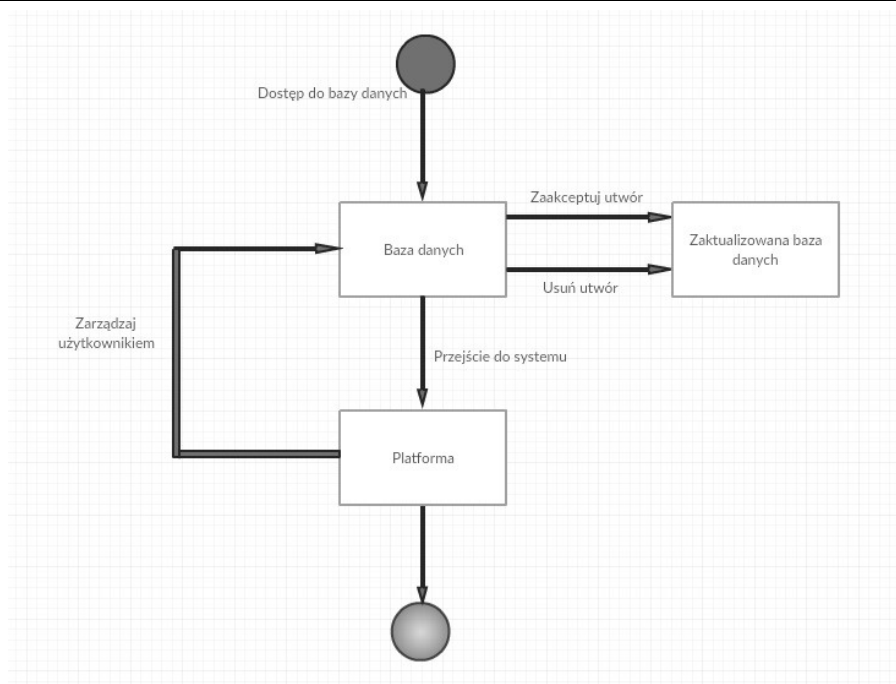 Dostęp do bazy danych
Zaakceptuj utwór
Baza danych
Zaktualizowana baza
danych
Usuń utwór
Zarządzaj
użytkownikiem
Przejście do systemu
Platforma